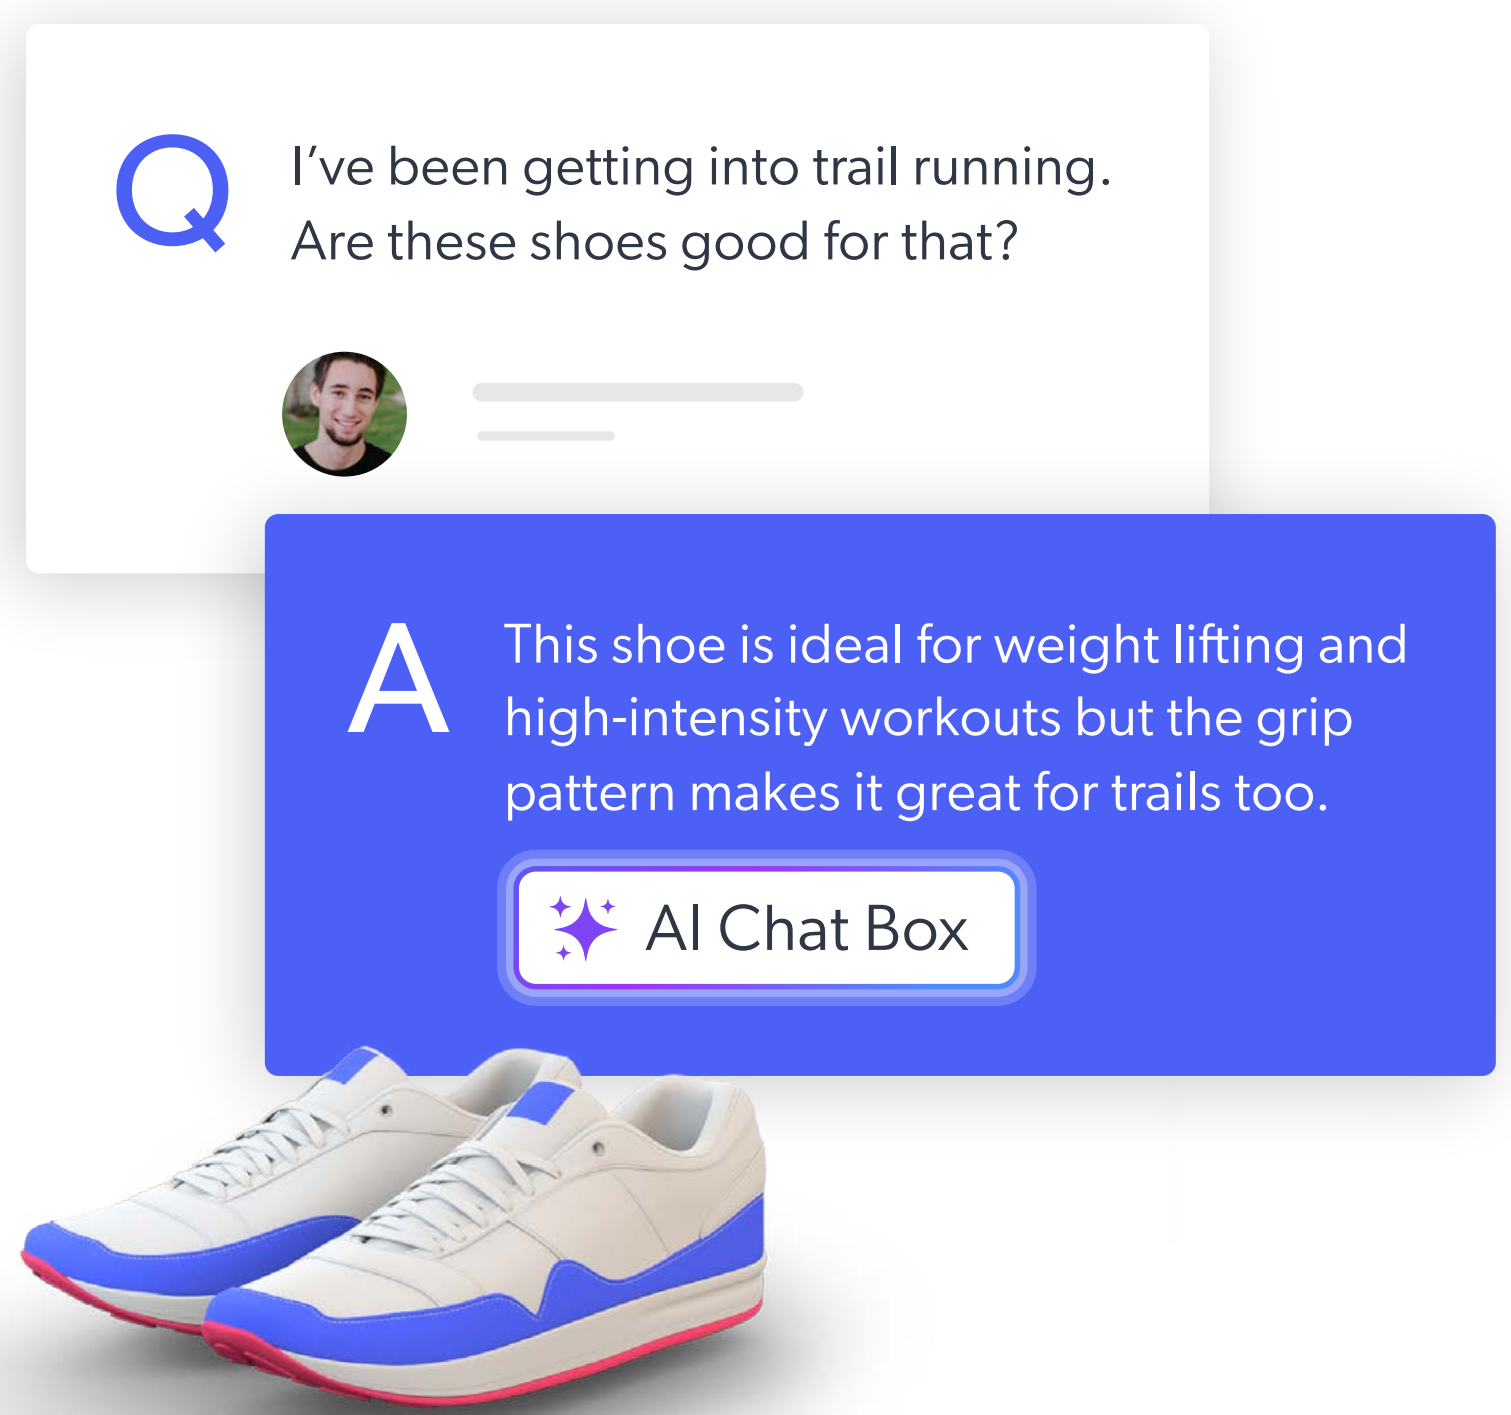 Q
I’ve been getting into trail running.
Are these shoes good for that?
A
This shoe is ideal for weight lifting and
high-intensity workouts but the grip
pattern makes it great for trails too.
AI Chat Box